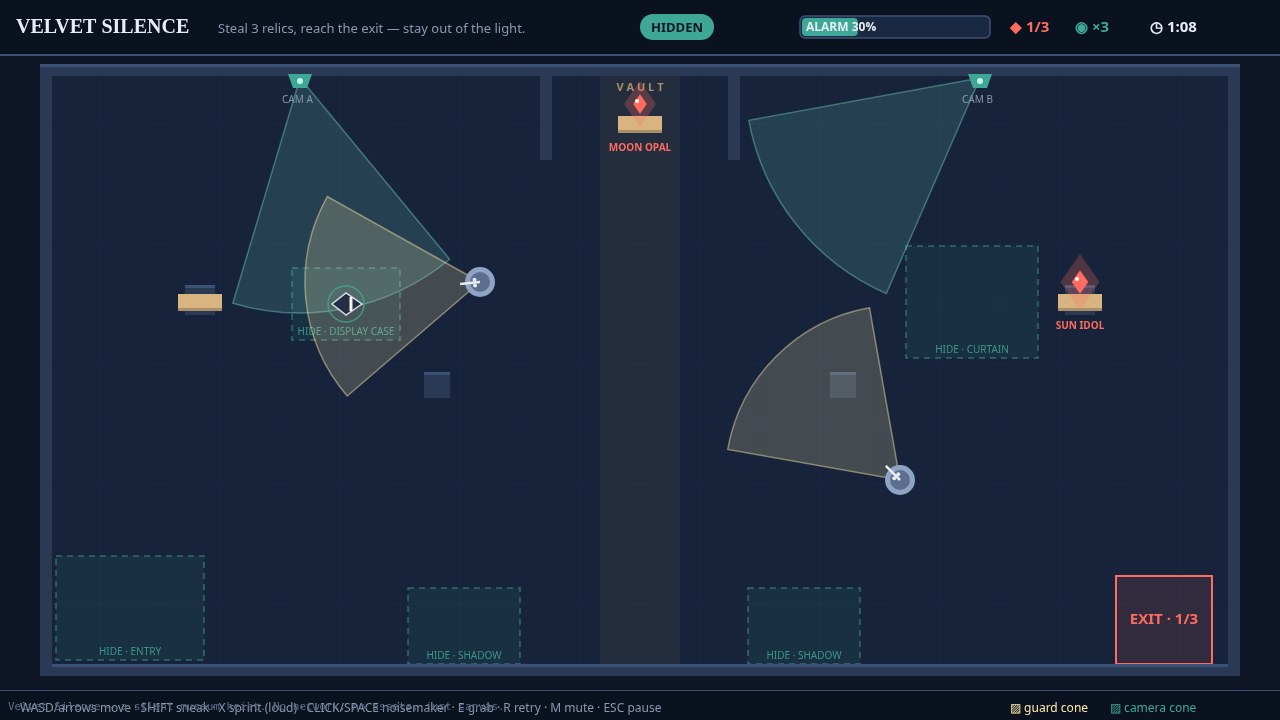 VELVET SILENCE
Steal 3 relics, reach the exit — stay out of the light.
HIDDEN
ALARM 30%
◆ 1/3
◉ ×3
◷ 1:08
VAULT
CAM A
CAM B
MOON OPAL
HIDE · DISPLAY CASE
SUN IDOL
HIDE · CURTAIN
EXIT · 1/3
HIDE · ENTRY
HIDE · SHADOW
HIDE · SHADOW
WASD/arrows move · SHIFT sneak · X sprint (loud) · CLICK/SPACE noisemaker · E grab · R retry · M mute · ESC pause
▨ guard cone
▨ camera cone